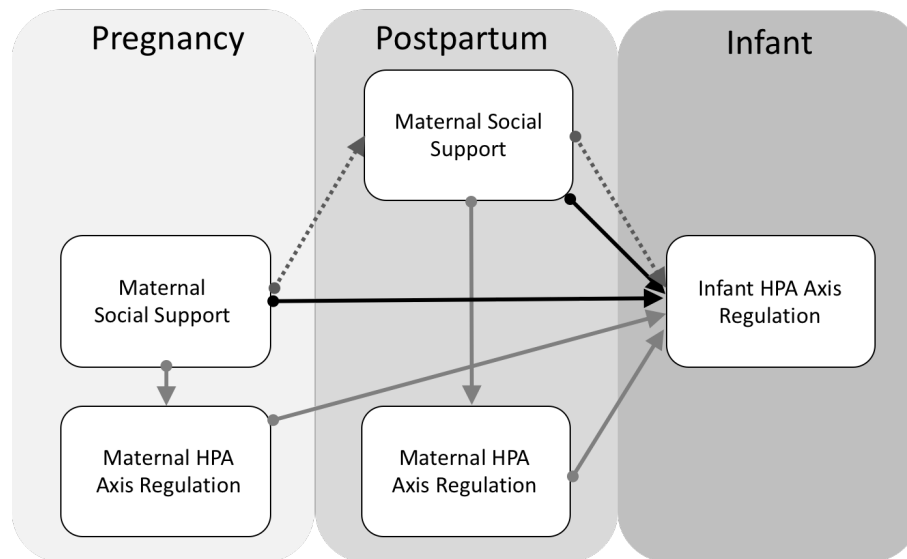 Pregnancy
Postpartum
Infant
Maternal Social
Support
Maternal
Social Support
Infant HPA Axis
Regulation
Maternal HPA
Axis Regulation
Maternal HPA
Axis Regulation